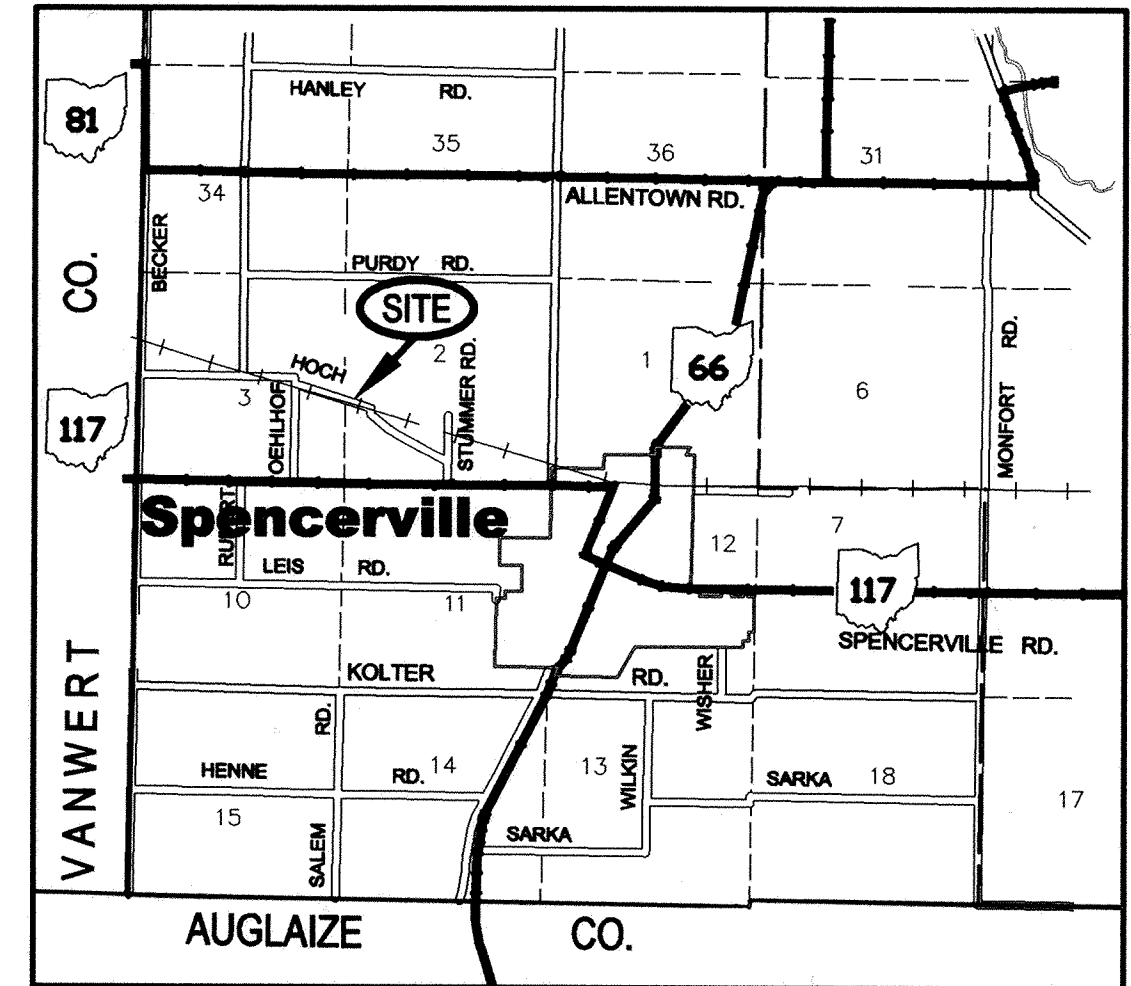 HANLEY RD.
81
35
36
31
34
ALLENTOWN RD.
BECKER
CO.
PURDY RD.
SITE
HOCH
2
STUMMER RD.
1
66
6
MONFORT RD.
3
OEHLHOF
117
Spencerville
12
7
LEIS RD.
10
11
117
SPENCERVILLE RD.
KOLTER RD.
WISHER
VANWERT
HENNE RD.
14
13
WILKIN
SARKA
18
17
15
SALEM RD.
SARKA
AUGLAIZE CO.